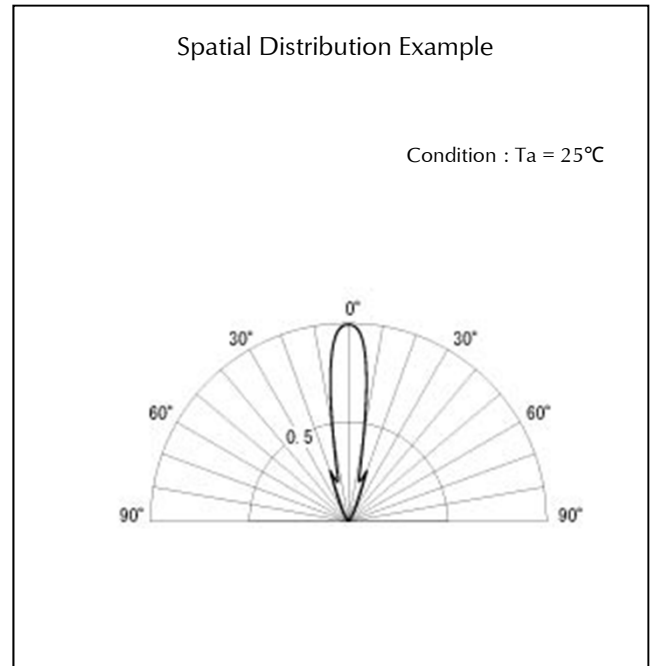 Spatial Distribution Example
Condition : Ta = 25℃
0°
30° 30°
60° 60°
0. 5
90° 90°